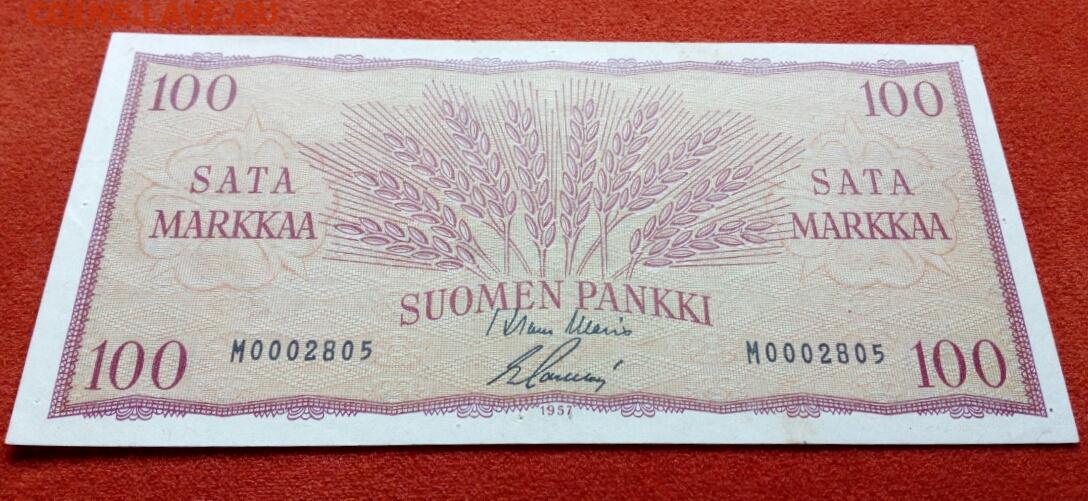 COINS.LAVE.RU
100 100
SATA SATA
MARKKAA MARKKAA
SUOMEN PANKKI
M0002805 M0002805
100 100
1957